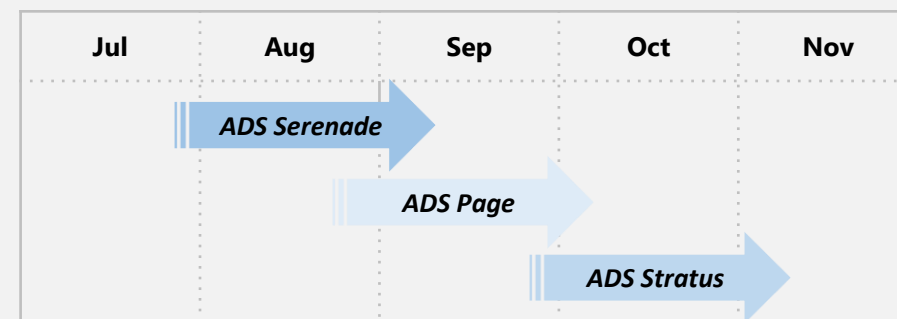 Jul Aug Sep Oct Nov
ADS Serenade
ADS Page
ADS Stratus